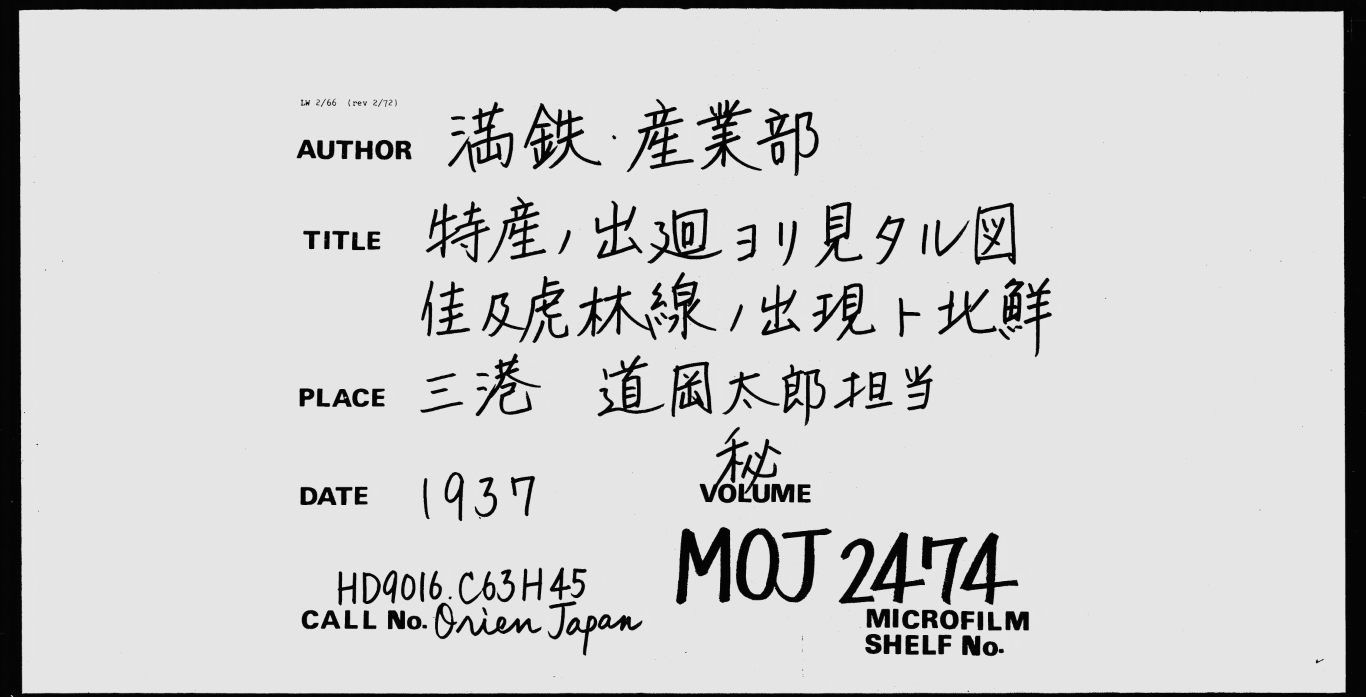 LW 2/66 (rev 2/72)
AUTHOR 満鉄・産業部
TITLE 特産ノ出廻ヨリ見タル図
佳及虎林線ノ出現ト北鮮
PLACE 三港 道岡太郎担当
秘
DATE 1937 VOLUME
MOJ 2474
HD9016.C63H45
CALL No. Orien Japan
MICROFILM
SHELF No.